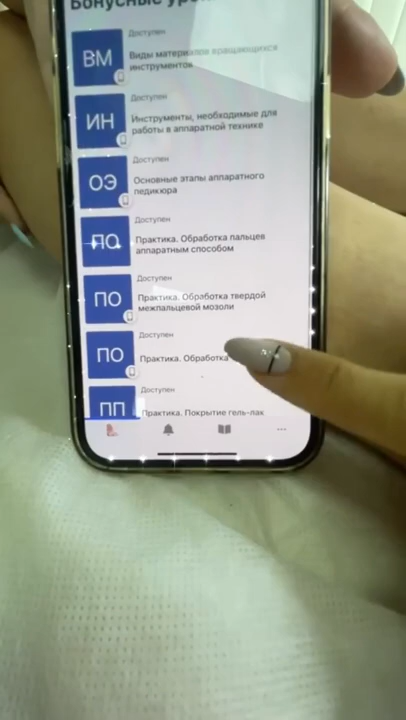 Бонусные
ВМ
Доступен
Виды материалов вращающихся
инструментов
ИН
Доступен
Инструменты, необходимые для
работы в аппаратной технике
ОЭ
Доступен
Основные этапы аппаратного
педикюра
ПО
Доступен
Практика. Обработка пальцев
аппаратным способом
ПО
Доступен
Практика. Обработка твердой
межпальцевой мозоли
ПО
Доступен
Практика. Обработка
ПП
Доступен
Практика. Покрытие гель-лак